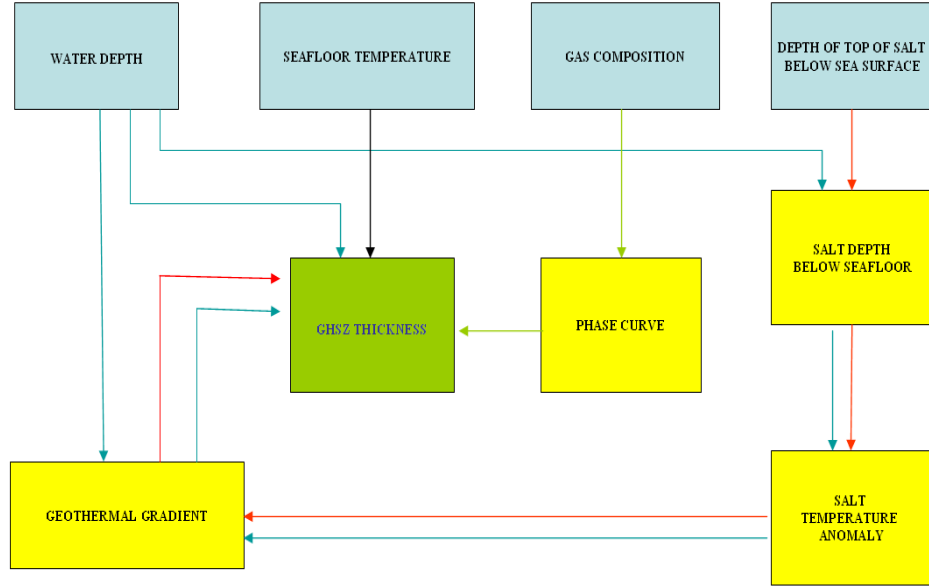 WATER DEPTH
SEAFLOOR TEMPERATURE
GAS COMPOSITION
DEPTH OF TOP OF SALT
BELOW SEA SURFACE
SALT DEPTH
BELOW SEAFLOOR
GHSZ THICKNESS
PHASE CURVE
GEOTHERMAL GRADIENT
SALT
TEMPERATURE
ANOMALY